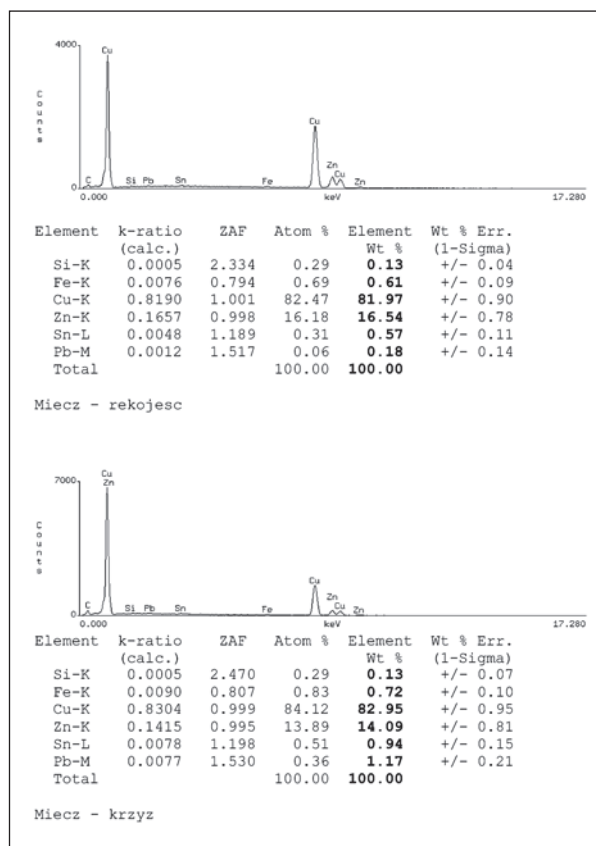 4000
Cu
Counts
Cu
Zn
Cu
C Si Pb Sn Fe Zn
0
0.000 keV 17.280
Element k-ratio ZAF Atom % Element Wt % Err.
(calc.) Wt % (1-Sigma)
Si-K 0.0005 2.334 0.29 0.13 +/- 0.04
Fe-K 0.0076 0.794 0.69 0.61 +/- 0.09
Cu-K 0.8190 1.001 82.47 81.97 +/- 0.90
Zn-K 0.1657 0.998 16.18 16.54 +/- 0.78
Sn-L 0.0048 1.189 0.31 0.57 +/- 0.11
Pb-M 0.0012 1.517 0.06 0.18 +/- 0.14
Total 100.00 100.00
Miecz - rekojesc
7000
Cu
Zn
Counts
Cu
Zn
Cu
C Si Pb Sn Fe Zn
0
0.000 keV 17.280
Element k-ratio ZAF Atom % Element Wt % Err.
(calc.) Wt % (1-Sigma)
Si-K 0.0005 2.470 0.29 0.13 +/- 0.07
Fe-K 0.0090 0.807 0.83 0.72 +/- 0.10
Cu-K 0.8304 0.999 84.12 82.95 +/- 0.95
Zn-K 0.1415 0.995 13.89 14.09 +/- 0.81
Sn-L 0.0078 1.198 0.51 0.94 +/- 0.15
Pb-M 0.0077 1.530 0.36 1.17 +/- 0.21
Total 100.00 100.00
Miecz - krzyz